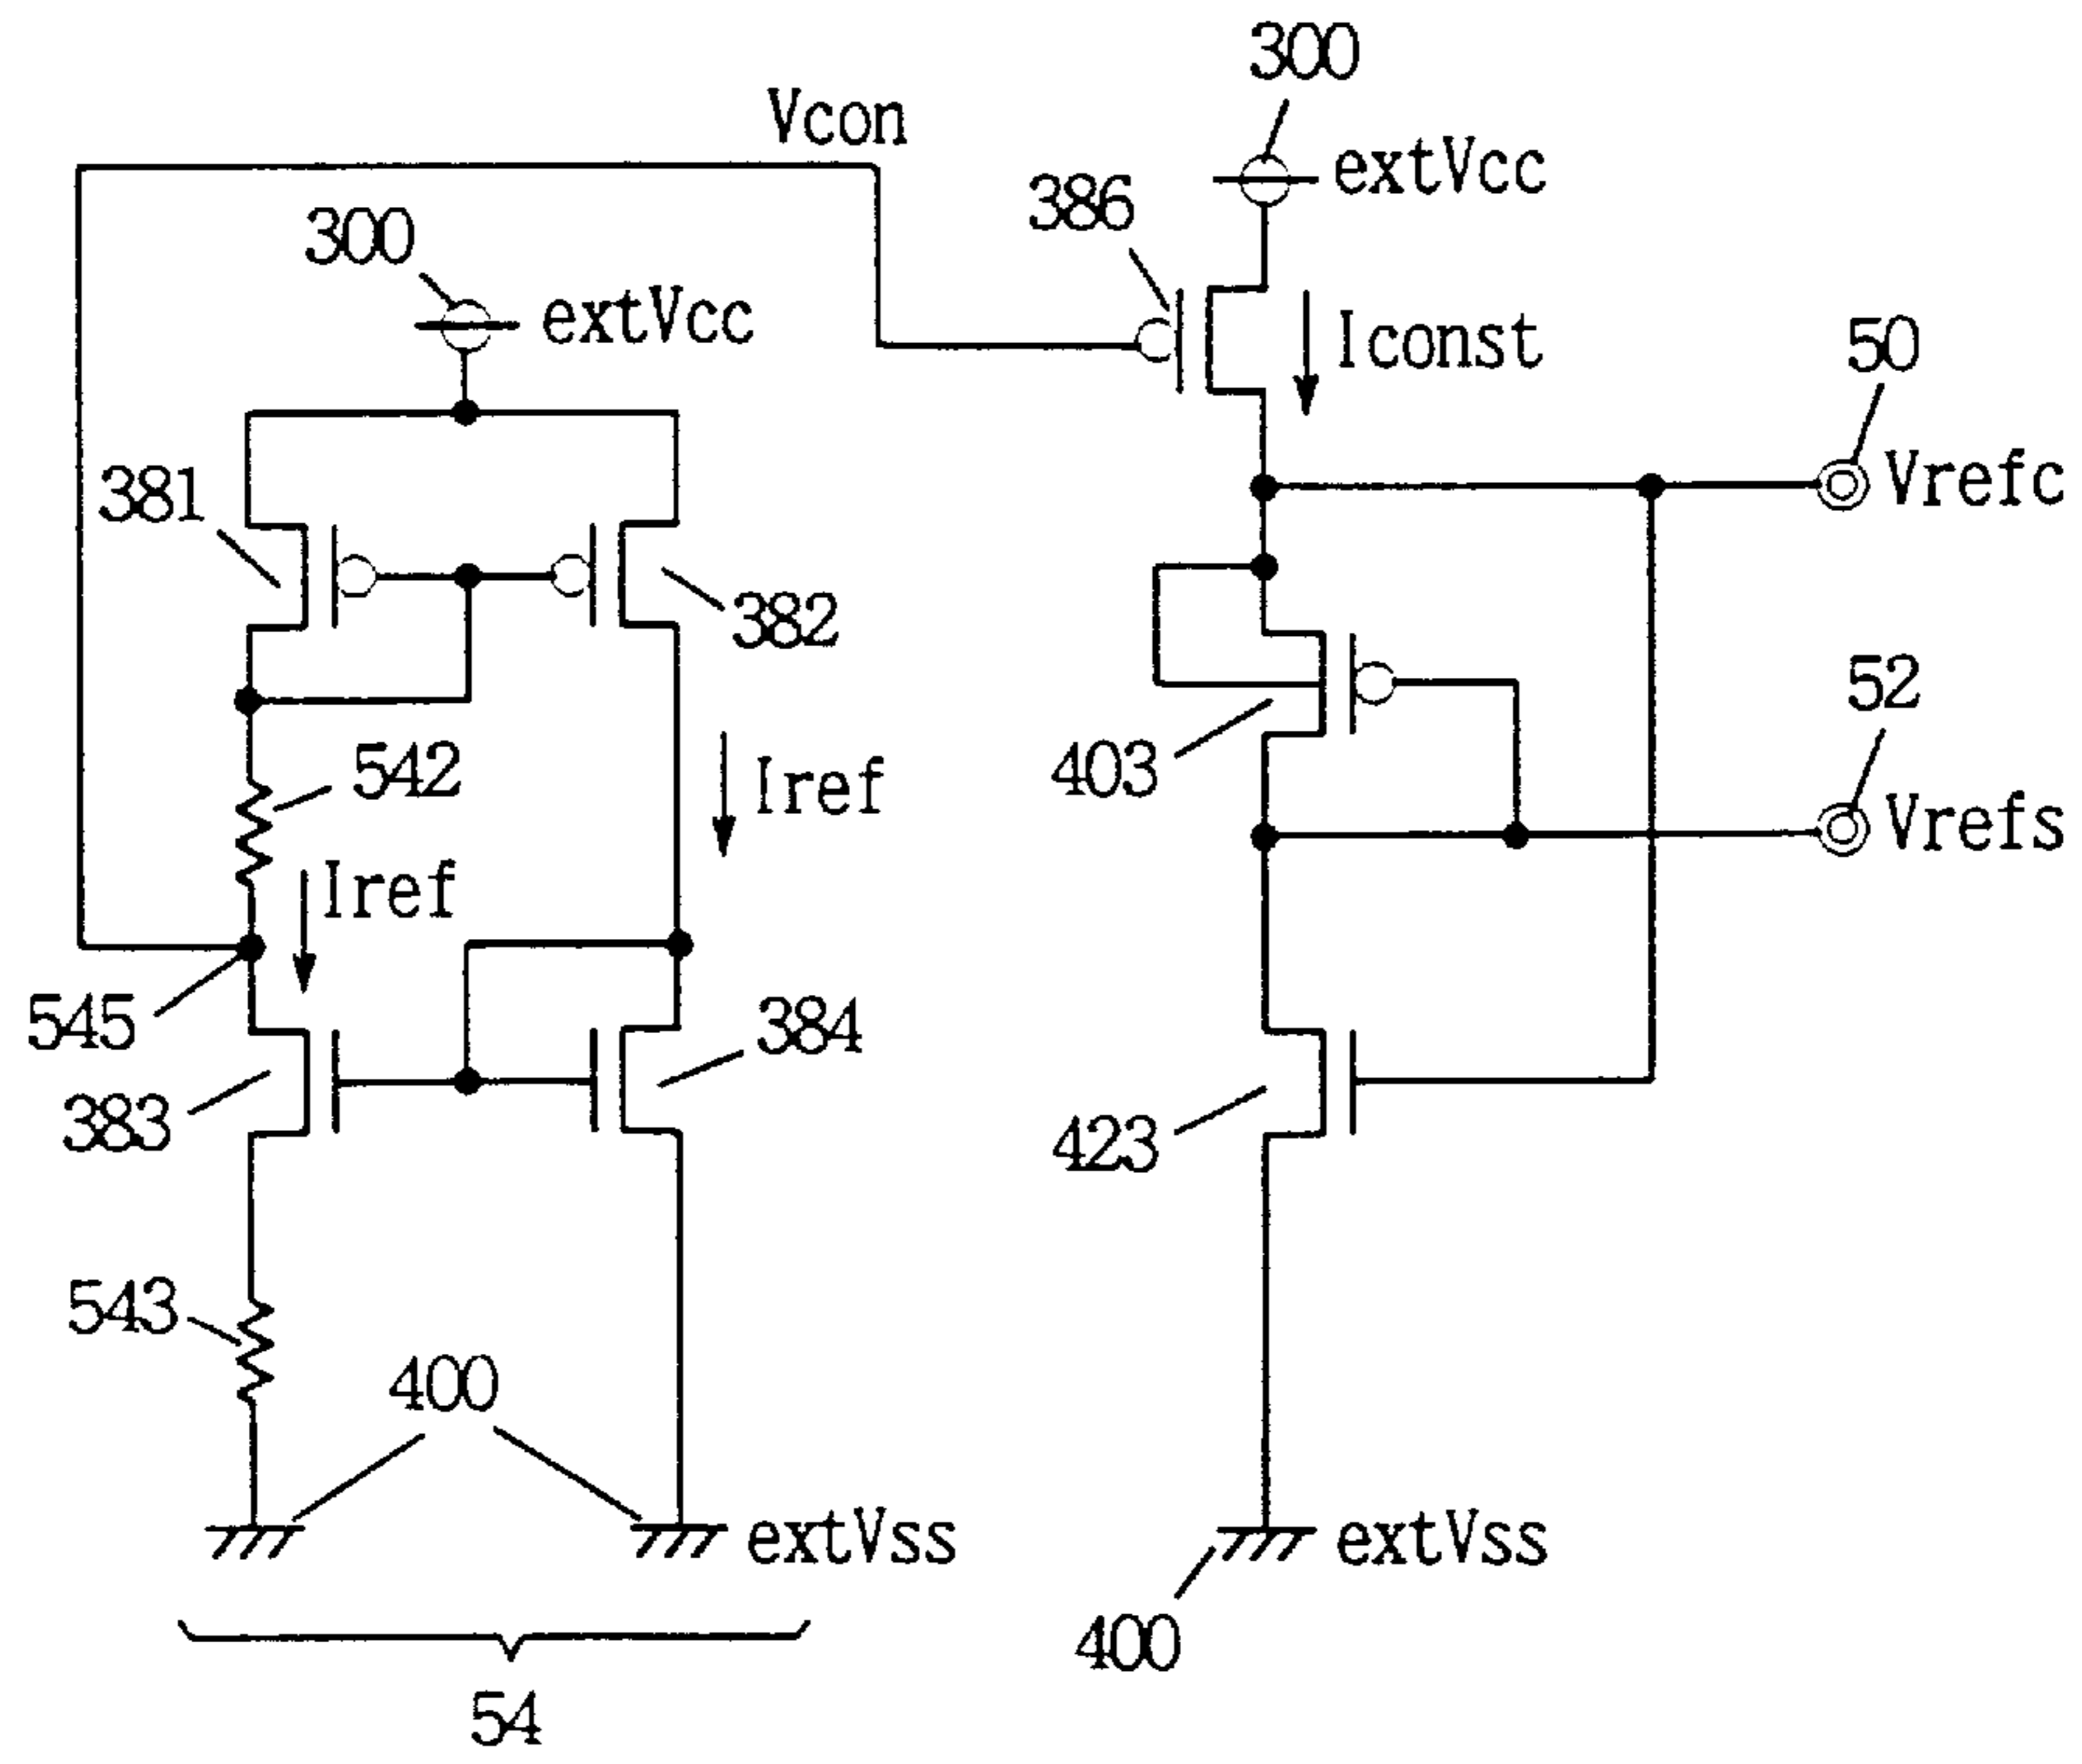 300
Vcon
extVcc
386
300
extVcc
Iconst
50
Vrefc
381
382
542
403
52
Iref
Vrefs
Iref
545
384
383
423
543
400
extVss
extVss
400
54